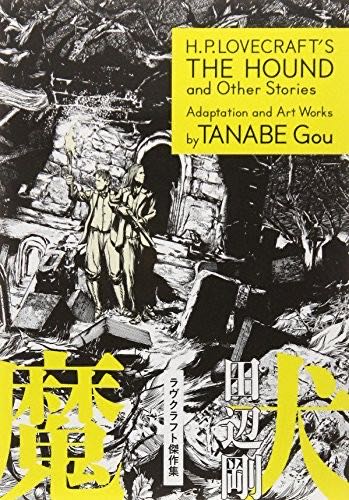 H.P.LOVECRAFT'S
THE HOUND
and Other Stories
Adaptation and Art Works
by TANABE Gou
魔犬
ラヴクラフト傑作集
田辺剛